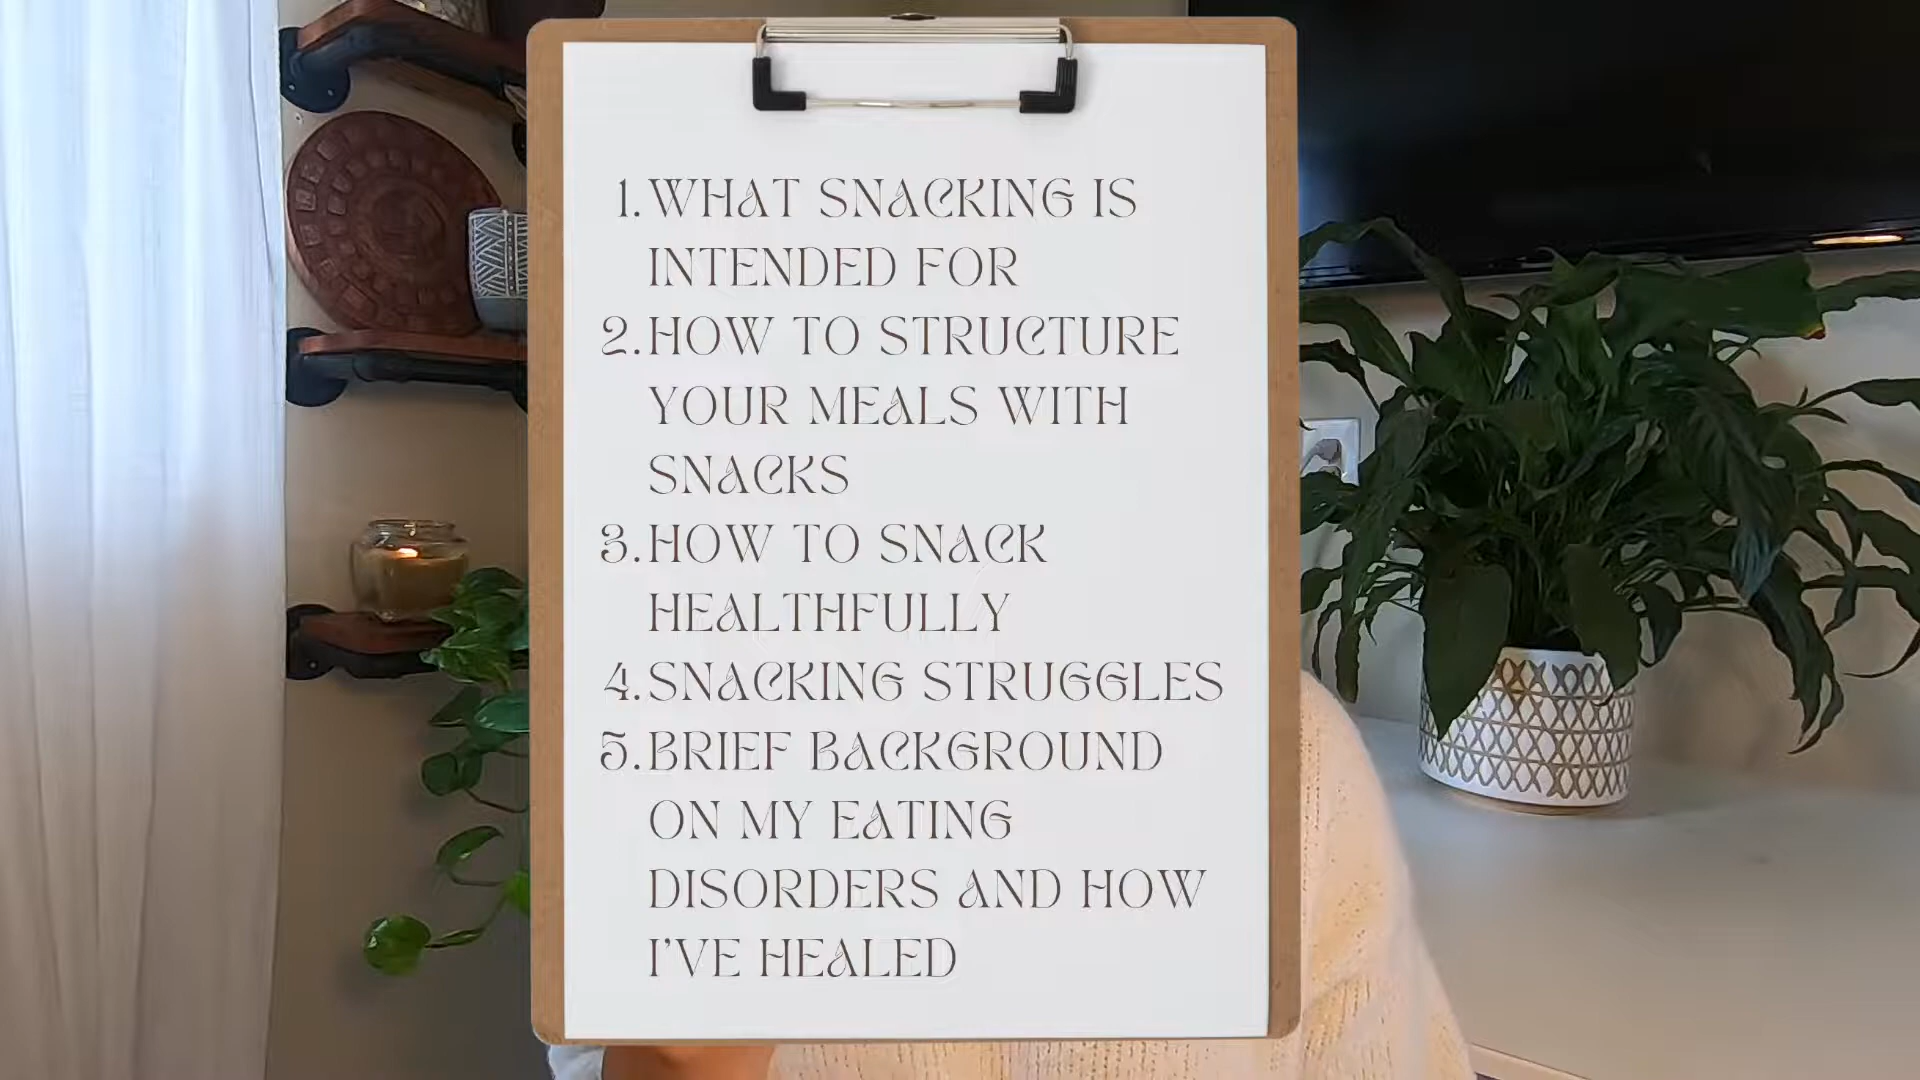 1. WHAT SNACKING IS
INTENDED FOR
2. HOW TO STRUCTURE
YOUR MEALS WITH
SNACKS
3. HOW TO SNACK
HEALTHFULLY
4. SNACKING STRUGGLES
5. BRIEF BACKGROUND
ON MY EATING
DISORDERS AND HOW
I'VE HEALED